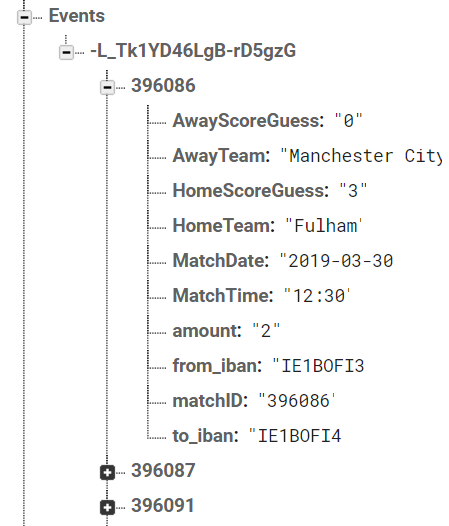 Events
-L_Tk1YD46LgB-rD5gzG
396086
AwayScoreGuess: "0"
AwayTeam: "Manchester City
HomeScoreGuess: "3"
HomeTeam: "Fulham'
MatchDate: "2019-03-30
MatchTime: "12:30'
amount: "2"
from_iban: "IE1BOFI3
matchID: "396086'
to_iban: "IE1BOFI4
396087
396091